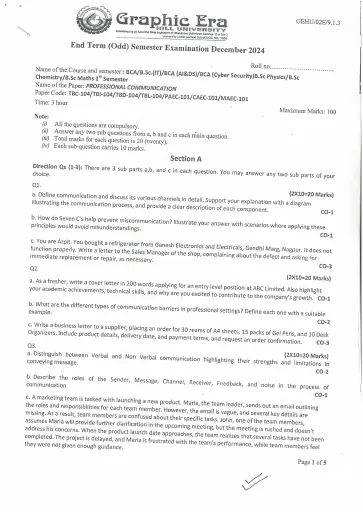 GEHU/02E/9.1.3
Graphic Era
HILL UNIVERSITY
End Term (Odd) Semester Examination December 2024
Roll no.
Name of the Course and semester: BCA/B.Sc.(IT)/BCA (AI&DS)/BCA (Cyber Security)B.Sc Physics/B.Sc
Chemistry/B.Sc Maths 1st Semester
Name of the Paper: PROFESSIONAL COMMUNICATION
Paper Code: TBC-104/TBI-104/TBD-104/TBL-104/PAEC-101/CAEC-101/MAEC-101
Time: 3 hour
Maximum Marks: 100
Note:
(i) All the questions are compulsory.
(ii) Answer any two sub questions from a, b and c in each main question.
(iii) Total marks for each question is 20 (twenty).
(iv) Each sub-question carries 10 marks.
Section A
Direction Qs (1-3): There are 3 sub parts a,b, and c in each question. You may answer any two sub parts of your
choice.
Q1.
(2X10=20 Marks)
a. Define communication and discuss its various channels in detail. Support your explanation with a diagram
illustrating the communication process, and provide a clear description of each component.
CO-1
b. How do Seven C's help prevent miscommunication? Illustrate your answer with scenarios where applying these
principles would avoid misunderstandings.
CO-1
c. You are Arpit. You bought a refrigerator from Ganesh Electronics and Electricals, Gandhi Marg, Nagpur. It does not
function properly. Write a letter to the Sales Manager of the shop, complaining about the defect and asking for
immediate replacement or repair, as necessary.
CO-3
Q2.
(2X10=20 Marks)
a. As a fresher, write a cover letter in 200 words applying for an entry level position at ABC Limited. Also highlight
your academic achievements, technical skills, and why you are excited to contribute to the company's growth. CO-1
b. What are the different types of communication barriers in professional settings? Define each one with a suitable
example.
CO-2
c. Write a business letter to a supplier, placing an order for 30 reams of A4 sheets, 15 packs of Gel Pens, and 10 Desk
Organizers. Include product details, delivery date, and payment terms, and request an order confirmation. CO-3
Q3.
(2X10=20 Marks)
a. Distinguish between Verbal and Non Verbal communication highlighting their strengths and limitations in
conveying message.
CO-2
b. Describe the roles of the Sender, Message, Channel, Receiver, Feedback, and noise in the process of
communication
CO-1
c. A marketing team is tasked with launching a new product. Maria, the team leader, sends out an email outlining
the roles and responsibilities for each team member. However, the email is vague, and several key details are
missing. As a result, team members are confused about their specific tasks. John, one of the team members,
assumes Maria will provide further clarification in the upcoming meeting, but the meeting is rushed and doesn't
address his concerns. When the product launch date approaches, the team realizes that several tasks have not been
completed. The project is delayed, and Maria is frustrated with the team's performance, while team members feel
they were not given enough guidance.
Page 1 of 5